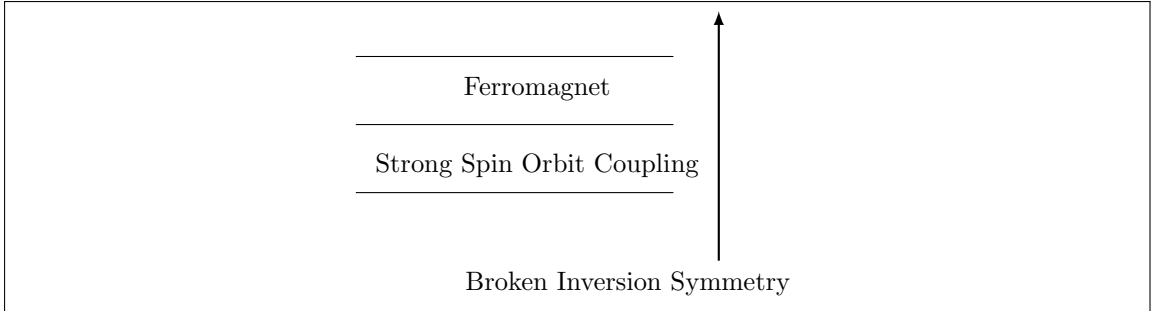 Ferromagnet
Strong Spin Orbit Coupling
Broken Inversion Symmetry